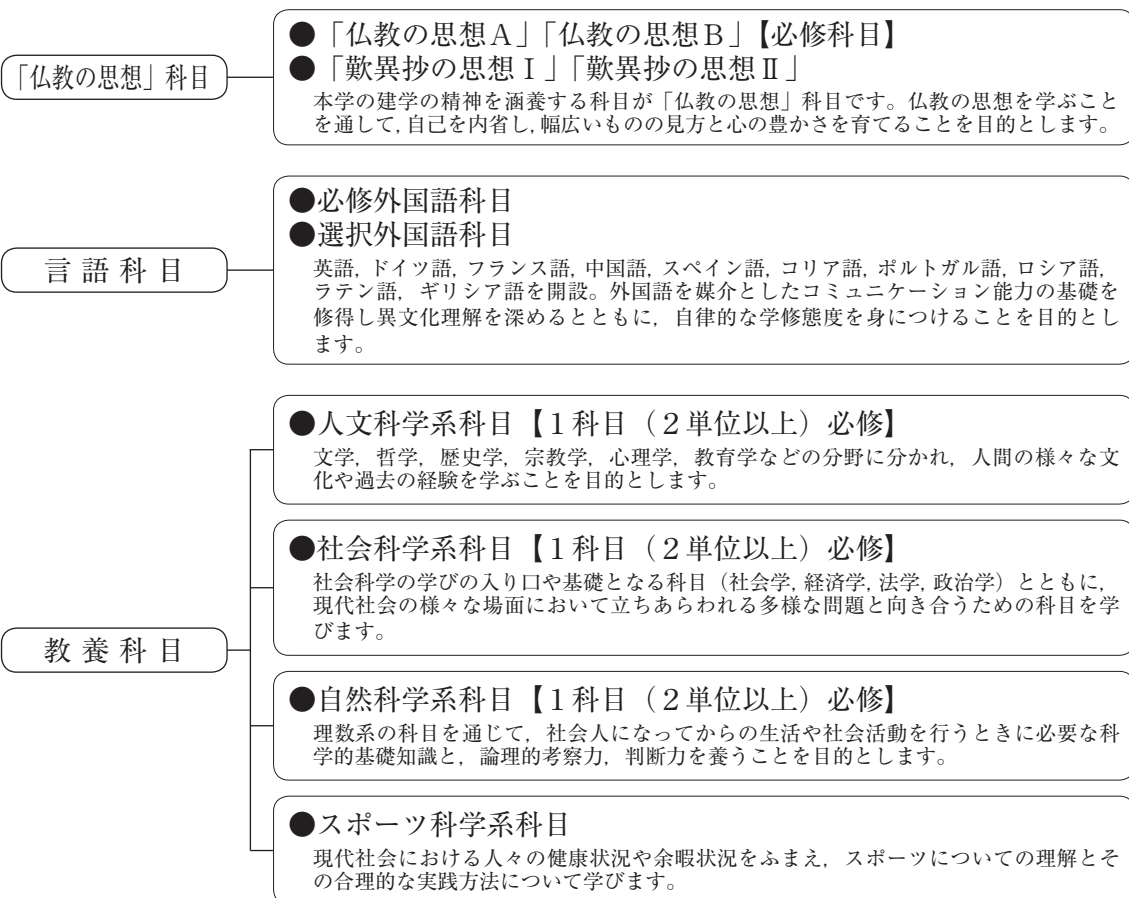 「仏教の思想」科目
●「仏教の思想A」「仏教の思想B」【必修科目】
●「歎異抄の思想Ⅰ」「歎異抄の思想Ⅱ」
本学の建学の精神を涵養する科目が「仏教の思想」科目です。仏教の思想を学ぶこと
を通して,自己を内省し,幅広いものの見方と心の豊かさを育てることを目的とします。
言語科目
●必修外国語科目
●選択外国語科目
英語,ドイツ語,フランス語,中国語,スペイン語,コリア語,ポルトガル語,ロシア語,
ラテン語,ギリシア語を開設。外国語を媒介としたコミュニケーション能力の基礎を
修得し異文化理解を深めるとともに,自律的な学修態度を身につけることを目的とし
ます。
教養科目
●人文科学系科目【1科目(2単位以上)必修】
文学,哲学,歴史学,宗教学,心理学,教育学などの分野に分かれ,人間の様々な文
化や過去の経験を学ぶことを目的とします。
●社会科学系科目【1科目(2単位以上)必修】
社会科学の学びの入り口や基礎となる科目(社会学,経済学,法学,政治学)とともに,
現代社会の様々な場面において立ちあらわれる多様な問題と向き合うための科目を学
びます。
●自然科学系科目【1科目(2単位以上)必修】
理数系の科目を通じて,社会人になってからの生活や社会活動を行うときに必要な科
学的基礎知識と,論理的考察力,判断力を養うことを目的とします。
●スポーツ科学系科目
現代社会における人々の健康状況や余暇状況をふまえ,スポーツについての理解とそ
の合理的な実践方法について学びます。